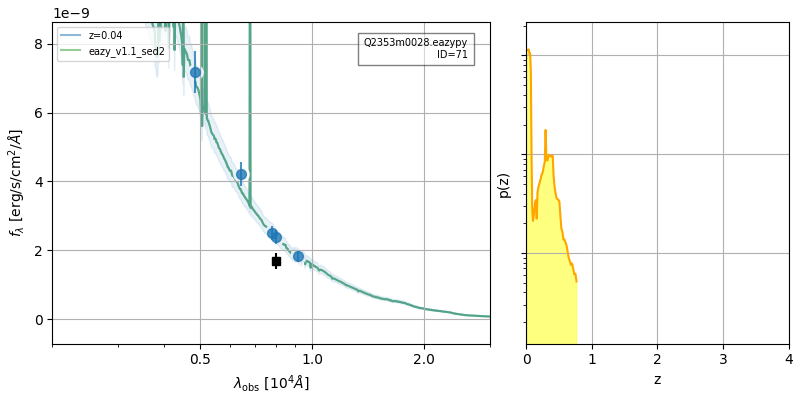 1e−9
z=0.04
eazy_v1.1_sed2
Q2353m0028.eazypy
ID=71
8
6
4
2
0
f_λ [erg/s/cm²/Å]
0.5 1.0 2.0
λ_obs [10⁴Å]
p(z)
0 1 2 3 4
z